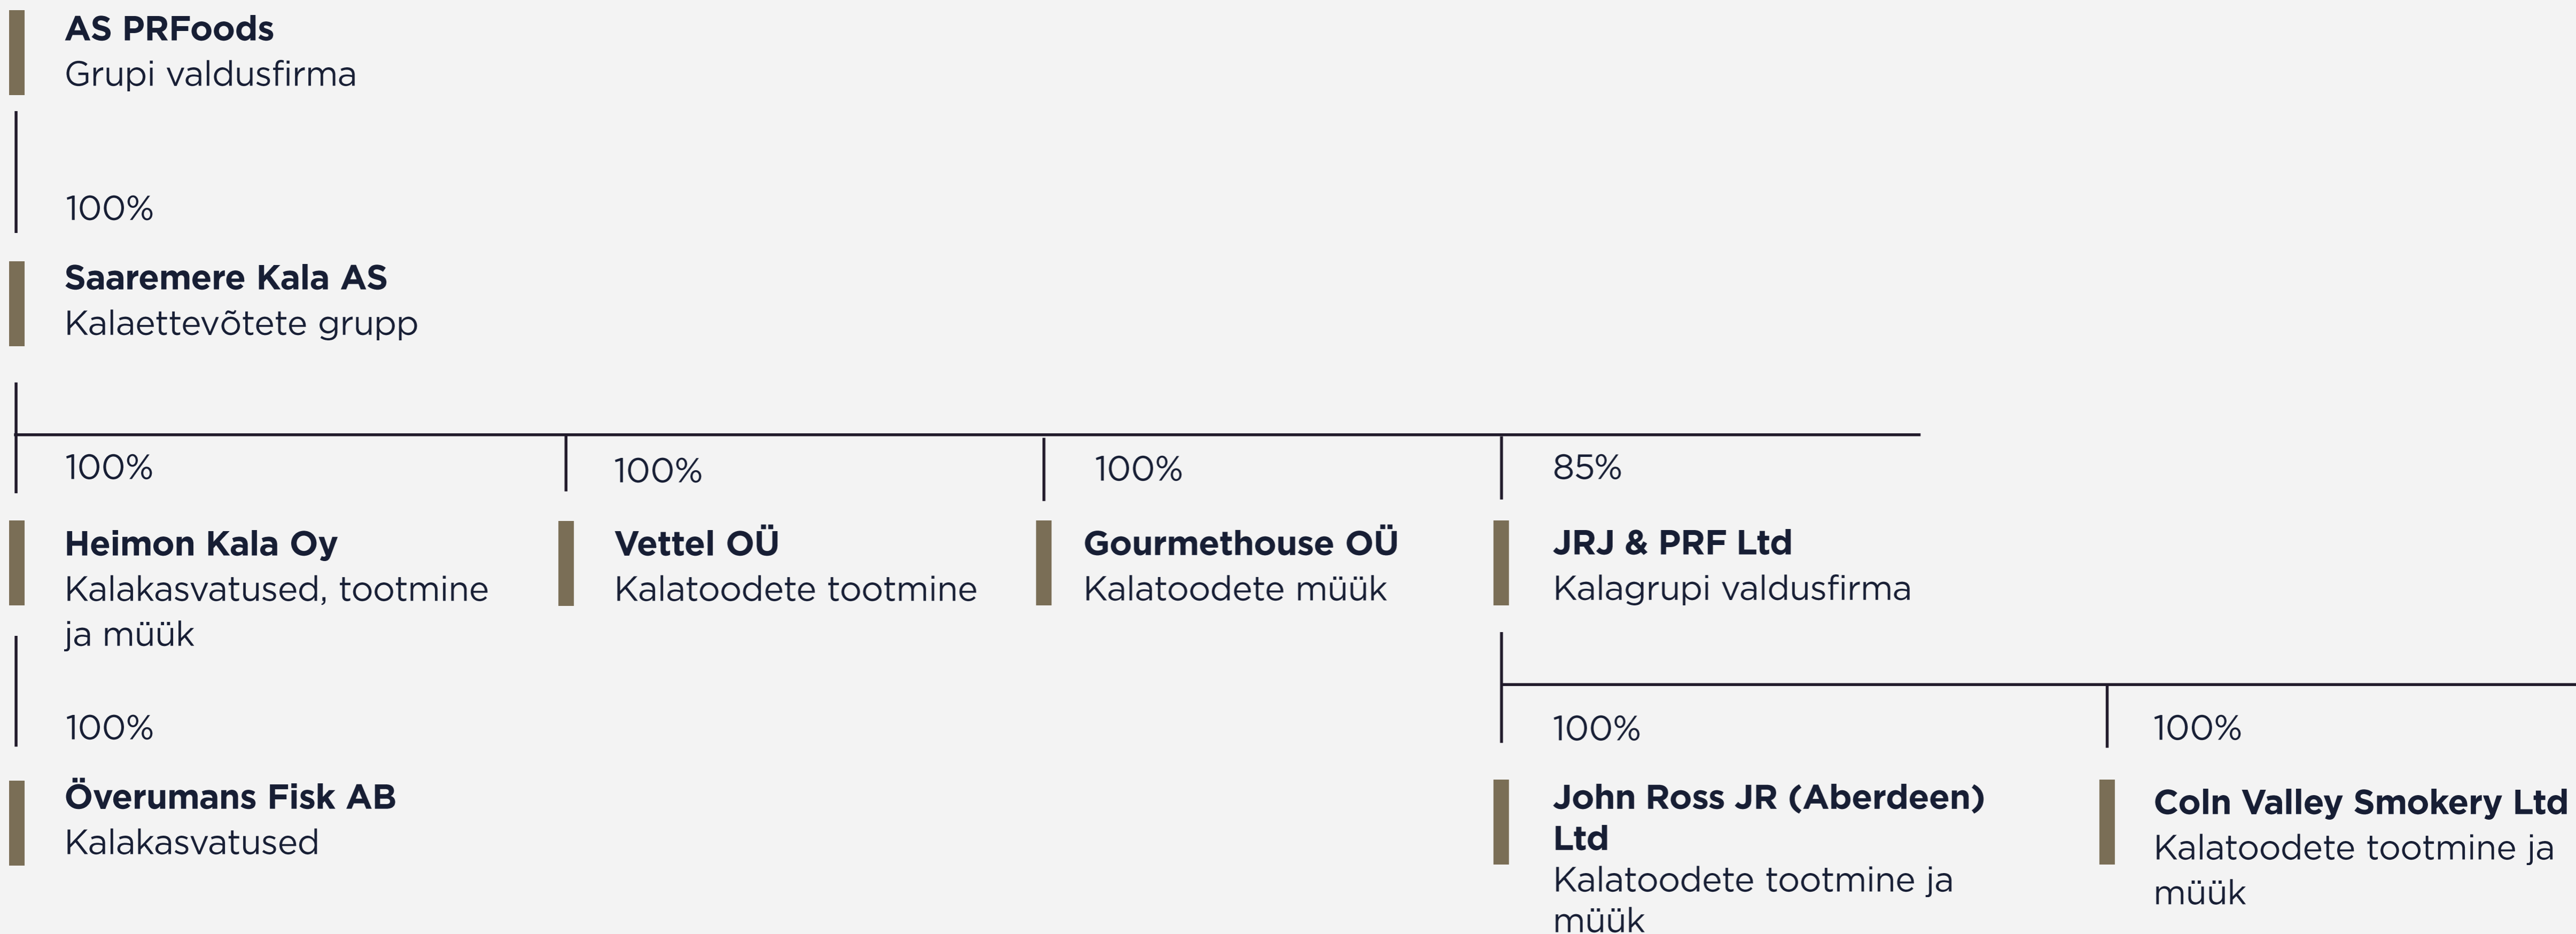 AS PRFoods
Grupi valdusfirma
100%
Saaremere Kala AS
Kalaettevõtete grupp
100%
100%
100%
85%
Heimon Kala Oy
Kalakasvatused, tootmine
ja müük
Vettel OÜ
Kalatoodete tootmine
Gourmethouse OÜ
Kalatoodete müük
JRJ & PRF Ltd
Kalagrupi valdusfirma
100%
100%
100%
Överumans Fisk AB
Kalakasvatused
John Ross JR (Aberdeen)
Ltd
Kalatoodete tootmine ja
müük
Coln Valley Smokery Ltd
Kalatoodete tootmine ja
müük